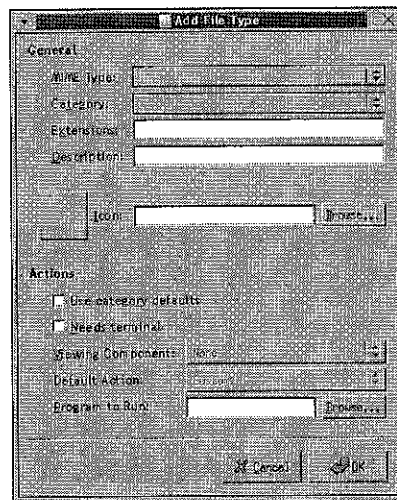 Add File Type
General
MIME Type:
Category:
Extensions:
Description:
Icon:
Browse...
Actions
Use category defaults
Needs terminal
Viewing Component:
None
Default Action:
Program to Run:
Browse...
Cancel
OK